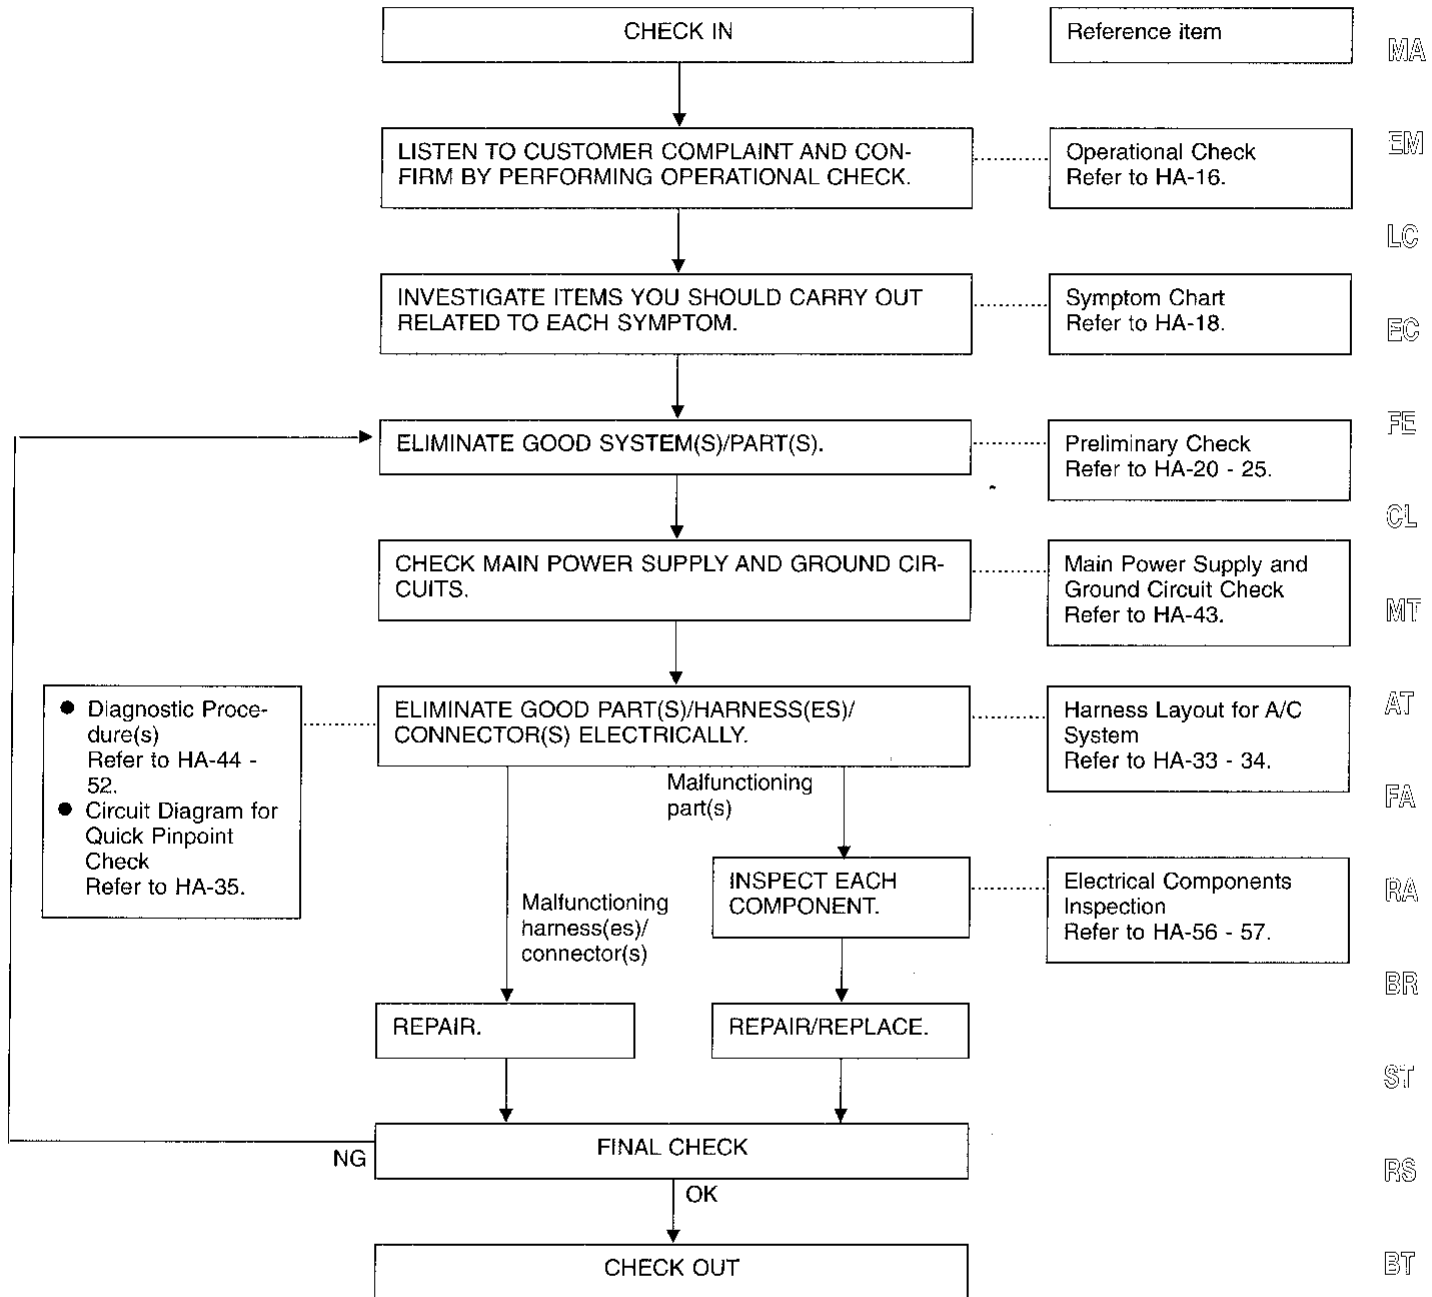 CHECK IN
Reference item
MA
LISTEN TO CUSTOMER COMPLAINT AND CON-
FIRM BY PERFORMING OPERATIONAL CHECK.
Operational Check
Refer to HA-16.
EM
LC
INVESTIGATE ITEMS YOU SHOULD CARRY OUT
RELATED TO EACH SYMPTOM.
Symptom Chart
Refer to HA-18.
EC
ELIMINATE GOOD SYSTEM(S)/PART(S).
Preliminary Check
Refer to HA-20 - 25.
FE
CL
CHECK MAIN POWER SUPPLY AND GROUND CIR-
CUITS.
Main Power Supply and
Ground Circuit Check
Refer to HA-43.
MT
● Diagnostic Proce-
dure(s)
Refer to HA-44 -
52.
● Circuit Diagram for
Quick Pinpoint
Check
Refer to HA-35.
ELIMINATE GOOD PART(S)/HARNESS(ES)/
CONNECTOR(S) ELECTRICALLY.
Harness Layout for A/C
System
Refer to HA-33 - 34.
AT
Malfunctioning
part(s)
FA
Malfunctioning
harness(es)/
connector(s)
INSPECT EACH
COMPONENT.
Electrical Components
Inspection
Refer to HA-56 - 57.
RA
BR
REPAIR.
REPAIR/REPLACE.
ST
NG
FINAL CHECK
RS
OK
CHECK OUT
BT